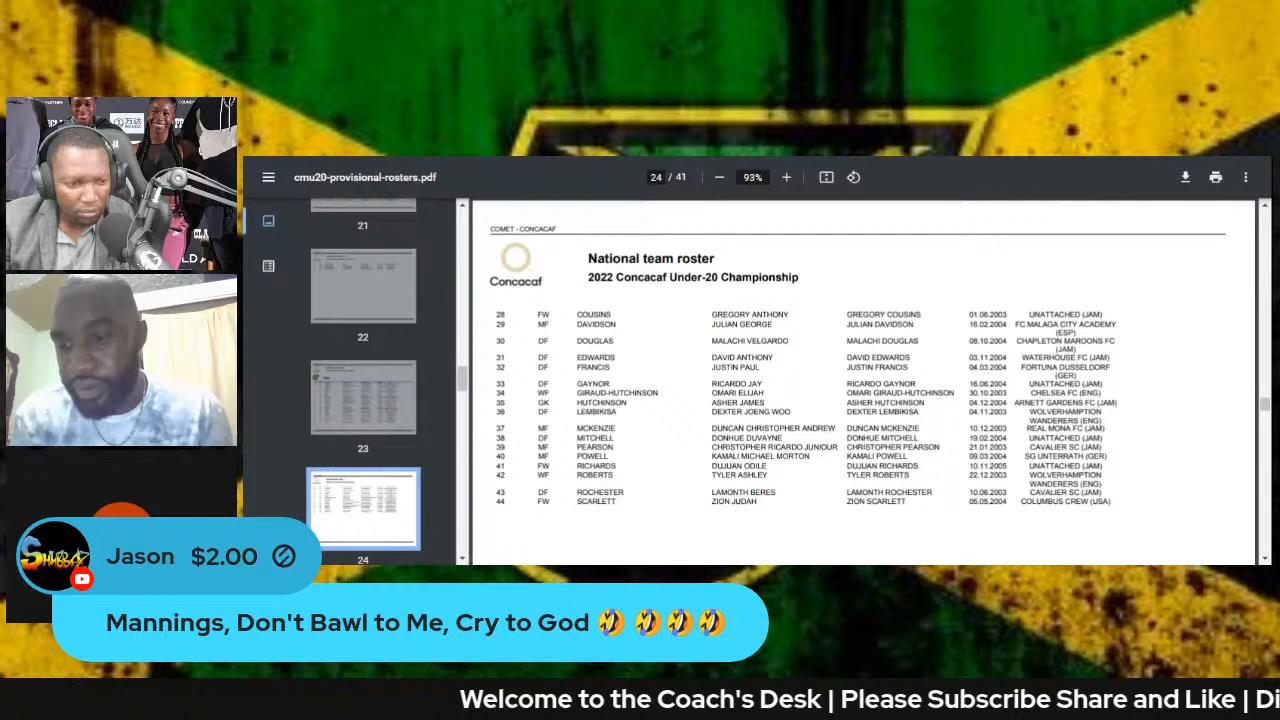 cmu20-provisional-rosters.pdf
24 / 41
93%
21
22
23
24
COMET - CONCACAF
Concacaf
National team roster
2022 Concacaf Under-20 Championship
28 FW COUSINS GREGORY ANTHONY GREGORY COUSINS 01.06.2003 UNATTACHED (JAM)
29 MF DAVIDSON JULIAN GEORGE JULIAN DAVIDSON 16.02.2004 FC MALAGA CITY ACADEMY
(ESP)
30 DF DOUGLAS MALACHI VELGARDO MALACHI DOUGLAS 08.10.2004 CHAPLETON MAROONS FC
(JAM)
31 DF EDWARDS DAVID ANTHONY DAVID EDWARDS 03.11.2004 WATERHOUSE FC (JAM)
32 DF FRANCIS JUSTIN PAUL JUSTIN FRANCIS 04.03.2004 FORTUNA DUSSELDORF
(GER)
33 DF GAYNOR RICARDO JAY RICARDO GAYNOR 16.06.2004 UNATTACHED (JAM)
34 WF GIRAUD-HUTCHINSON OMARI ELIJAH OMARI GIRAUD-HUTCHINSON 30.10.2003 CHELSEA FC (ENG)
35 GK HUTCHINSON ASHER JAMES ASHER HUTCHINSON 04.12.2004 ARNETT GARDENS FC (JAM)
36 DF LEMBIKISA DEXTER JOENG WOO DEXTER LEMBIKISA 04.11.2003 WOLVERHAMPTON
WANDERERS (ENG)
37 MF MCKENZIE DUNCAN CHRISTOPHER ANDREW DUNCAN MCKENZIE 10.12.2003 REAL MONA FC (JAM)
38 DF MITCHELL DONHUE DUVAYNE DONHUE MITCHELL 19.02.2004 UNATTACHED (JAM)
39 MF PEARSON CHRISTOPHER RICARDO JUNIOUR CHRISTOPHER PEARSON 21.01.2003 CAVALIER SC (JAM)
40 MF POWELL KAMALI MICHAEL MORTON KAMALI POWELL 09.03.2004 SG UNTERRATH (GER)
41 FW RICHARDS DUJUAN ODILE DUJUAN RICHARDS 10.11.2005 UNATTACHED (JAM)
42 WF ROBERTS TYLER ASHLEY TYLER ROBERTS 22.12.2003 WOLVERHAMPTON
WANDERERS (ENG)
43 DF ROCHESTER LAMONTH BERES LAMONTH ROCHESTER 10.06.2003 CAVALIER SC (JAM)
44 FW SCARLETT ZION JUDAH ZION SCARLETT 05.05.2004 COLUMBUS CREW (USA)
Jason $2.00
Mannings, Don't Bawl to Me, Cry to God 🤣 🤣🤣🤣
Welcome to the Coach's Desk | Please Subscribe Share and Like | Di